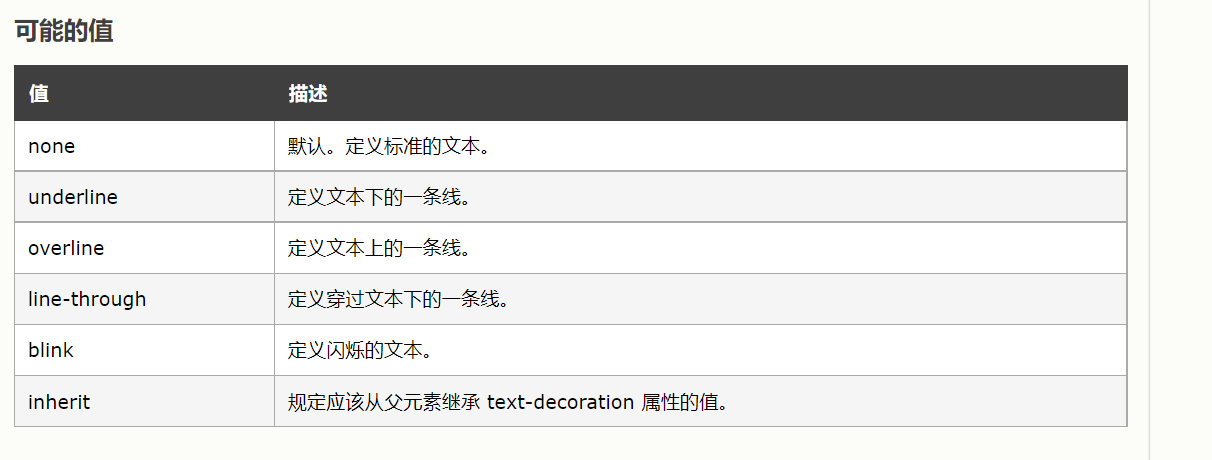 可能的值
值 描述
none 默认。定义标准的文本。
underline 定义文本下的一条线。
overline 定义文本上的一条线。
line-through 定义穿过文本下的一条线。
blink 定义闪烁的文本。
inherit 规定应该从父元素继承 text-decoration 属性的值。